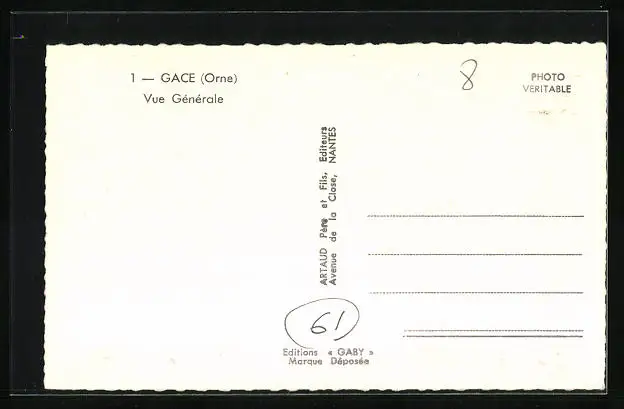 1 — GACE (Orne)
Vue Générale
8
PHOTO
VERITABLE
ARTAUD Père et Fils, Editeurs
Avenue de la Close, NANTES
61
Editions « GABY »
Marque Déposée